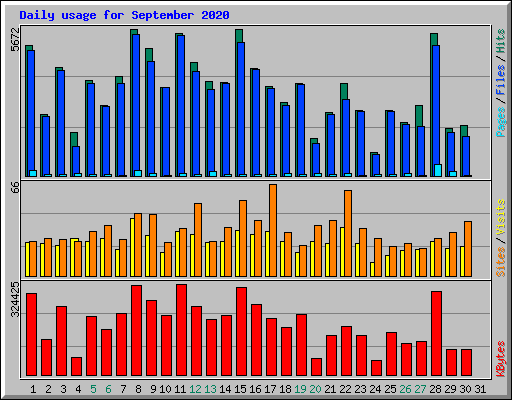 Daily usage for September 2020
5672
Pages / Files / Hits
66
Sites / Visits
324425
KBytes
1 2 3 4 5 6 7 8 9 10 11 12 13 14 15 16 17 18 19 20 21 22 23 24 25 26 27 28 29 30 31